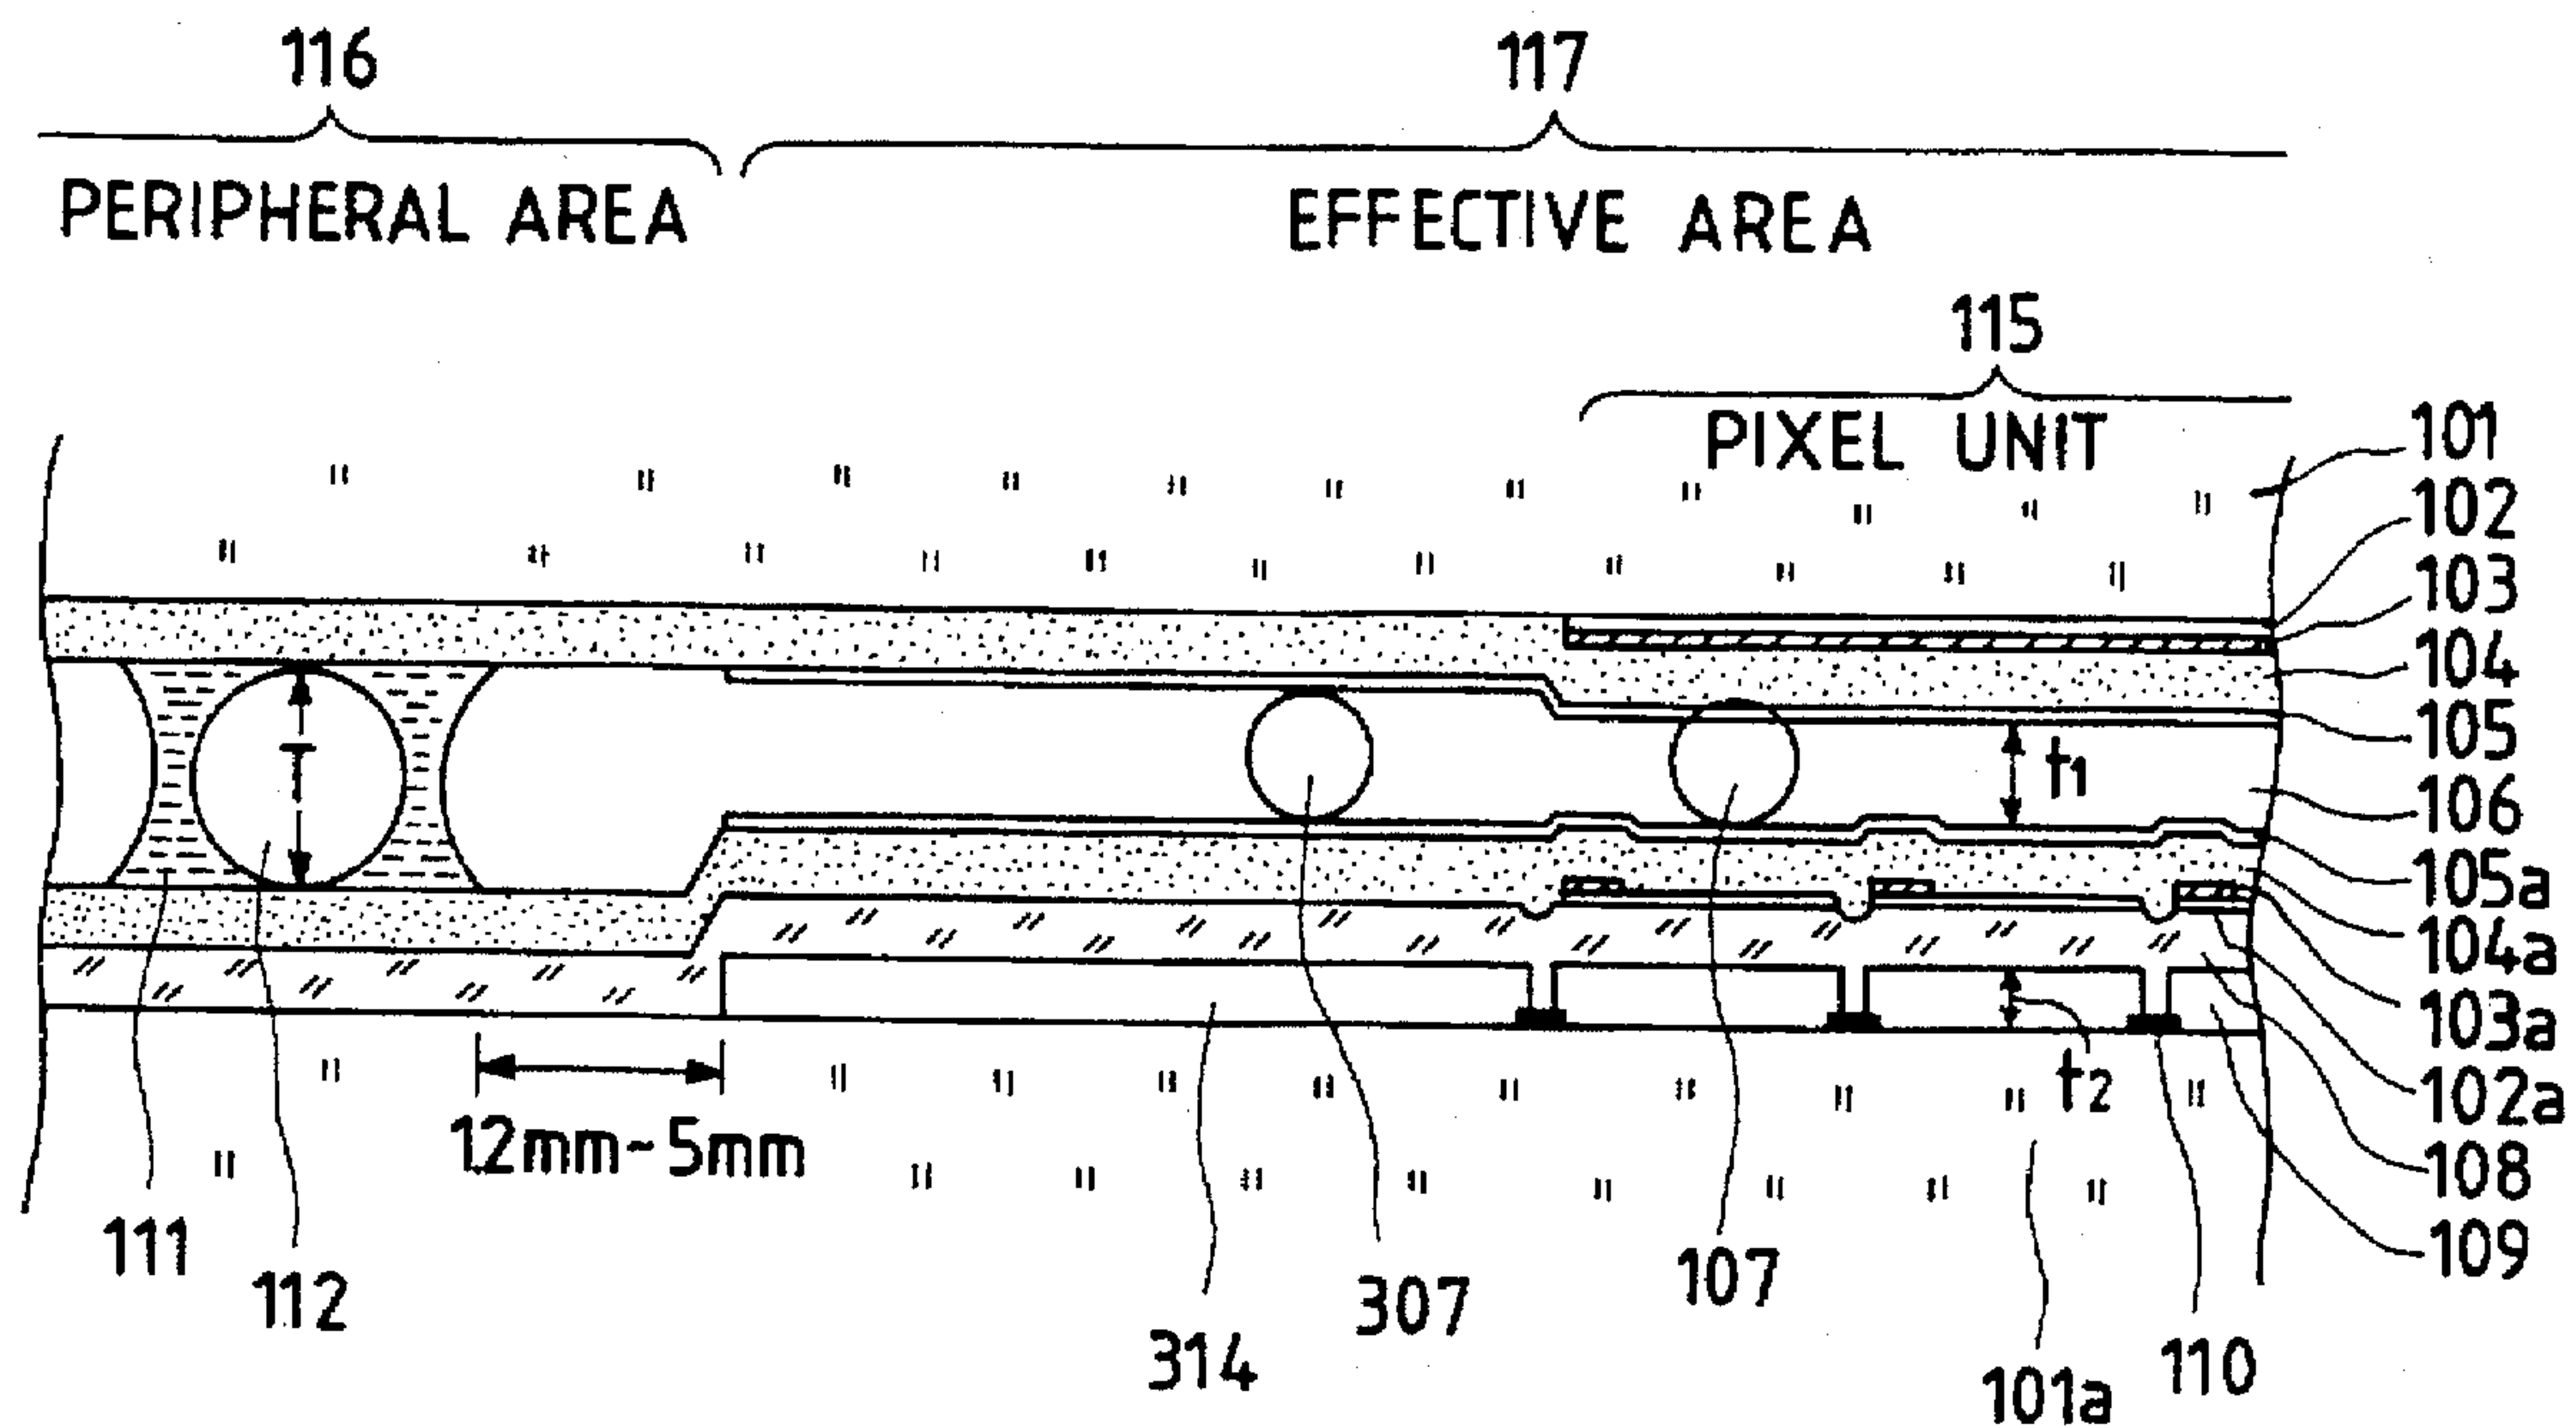 116
117
PERIPHERAL AREA
EFFECTIVE AREA
115
PIXEL UNIT
101
102
103
104
105
106
105a
104a
103a
102a
108
109
T
t1
t2
12mm~5mm
111
112
314
307
107
101a
110